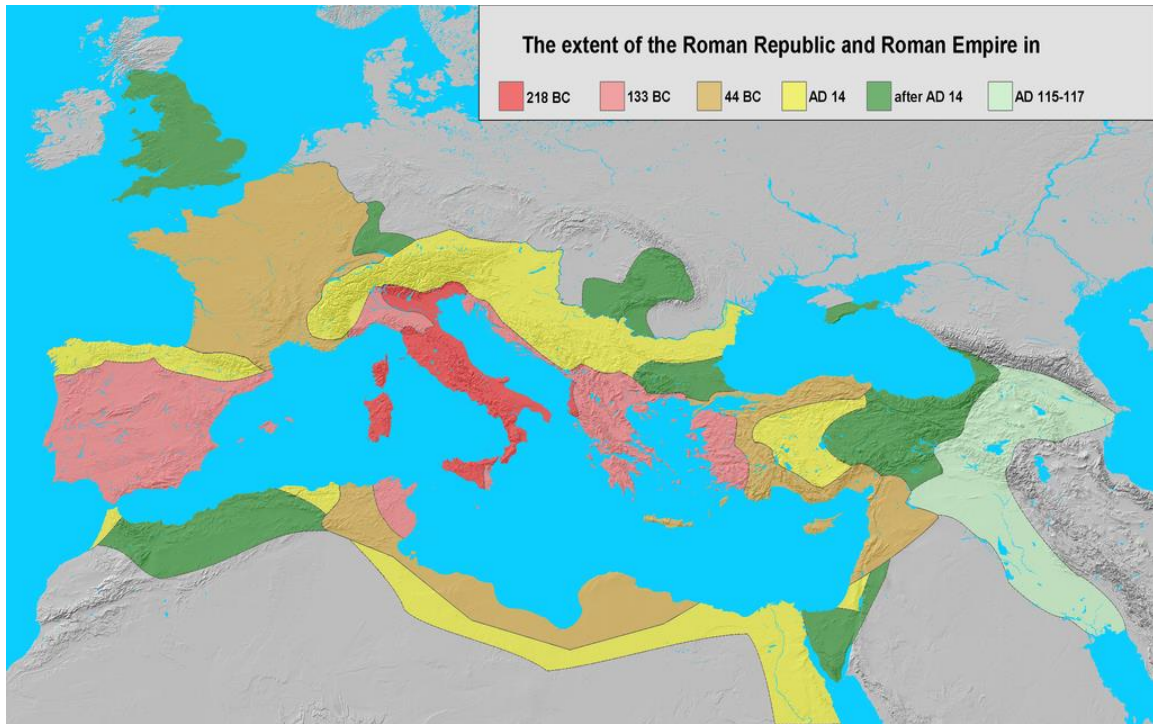 The extent of the Roman Republic and Roman Empire in
218 BC 133 BC 44 BC AD 14 after AD 14 AD 115-117